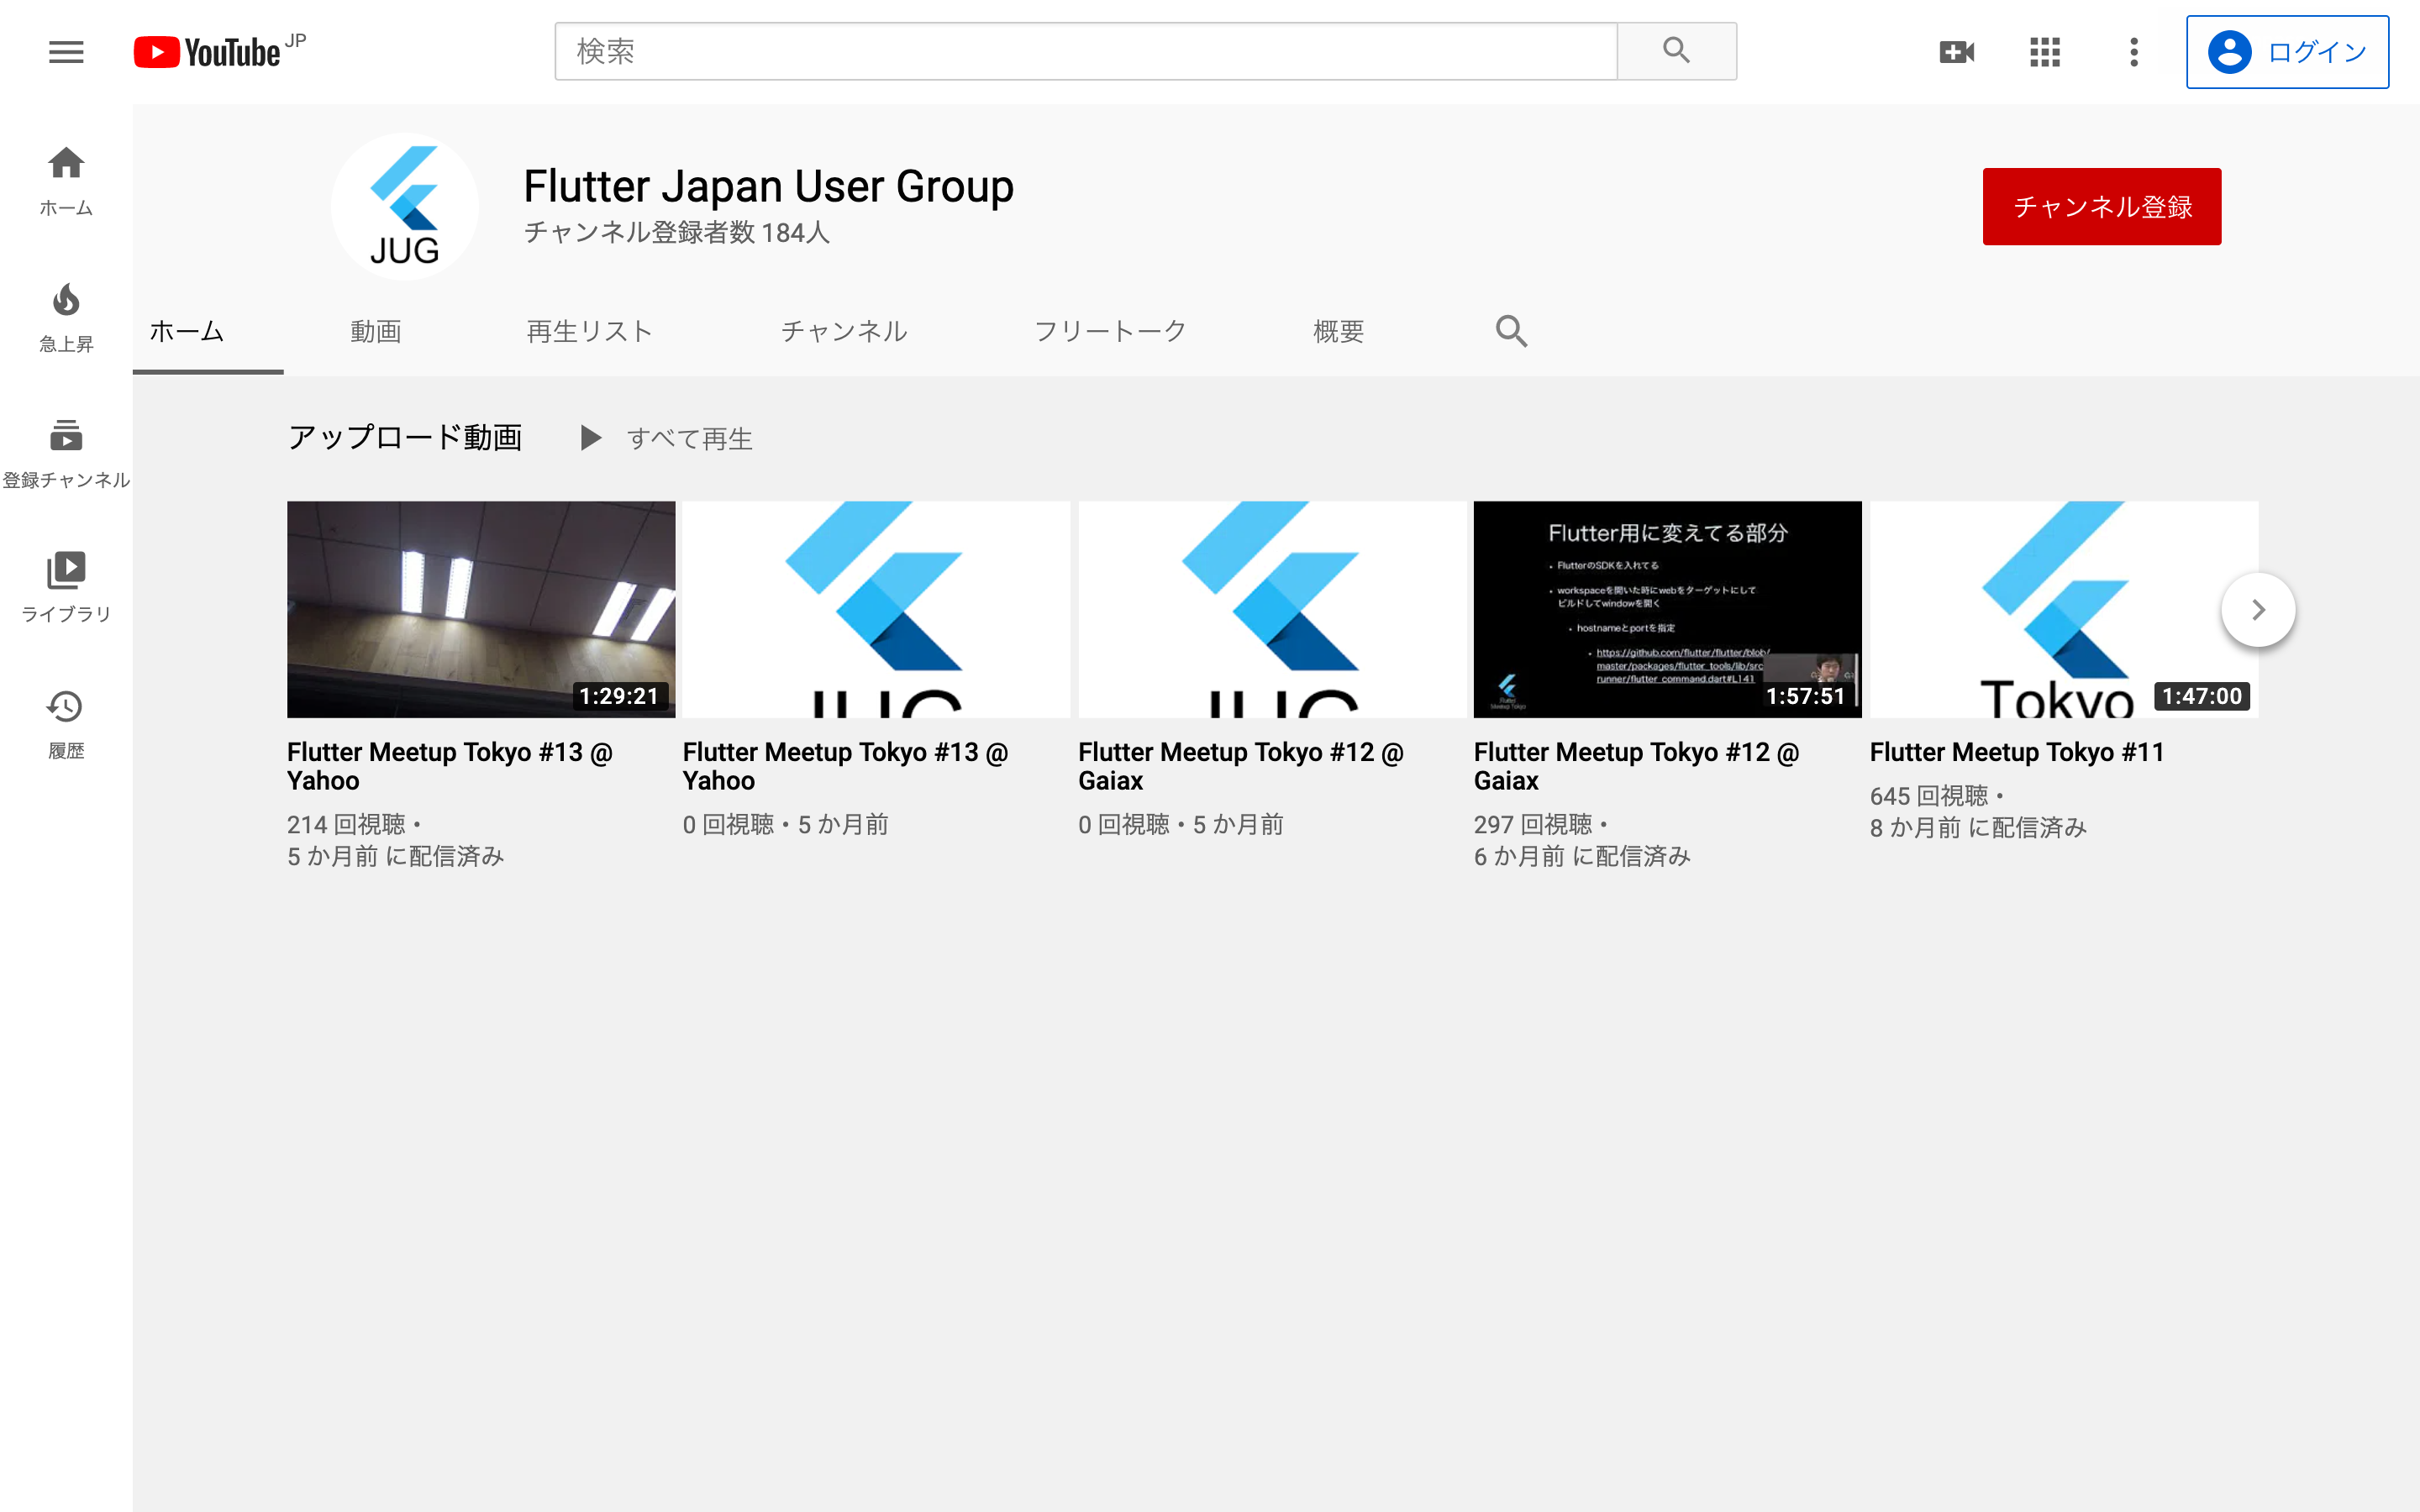 YouTube JP
検索
ログイン
ホーム
急上昇
登録チャンネル
ライブラリ
履歴
JUG
Flutter Japan User Group
チャンネル登録者数 184人
チャンネル登録
ホーム 動画 再生リスト チャンネル フリートーク 概要
アップロード動画 すべて再生
1:29:21
Flutter Meetup Tokyo #13 @
Yahoo
214 回視聴・
5 か月前 に配信済み
JUG
Flutter Meetup Tokyo #13 @
Yahoo
0 回視聴・5 か月前
JUG
Flutter Meetup Tokyo #12 @
Gaiax
0 回視聴・5 か月前
Flutter用に変えてる部分
・FlutterのSDKを入れてる
・workspaceを開いた時にwebをターゲットにして
ビルドしてwindowを開く
・hostnameとportを指定
・https://github.com/flutter/flutter/blob/
master/packages/flutter_tools/lib/src
runner/flutter_command.dart#L141
Flutter
Meetup Tokyo
1:57:51
Flutter Meetup Tokyo #12 @
Gaiax
297 回視聴・
6 か月前 に配信済み
Tokyo
1:47:00
Flutter Meetup Tokyo #11
645 回視聴・
8 か月前 に配信済み